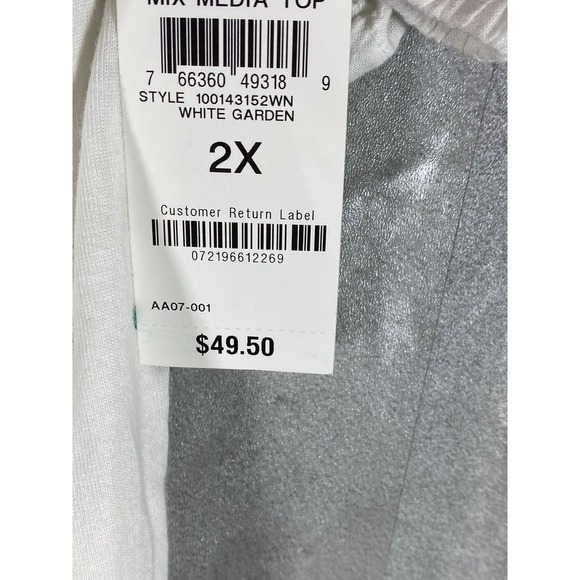 MIX MEDIA TOP
7 66360 49318 9
STYLE 100143152WN
WHITE GARDEN
2X
Customer Return Label
072196612269
AA07-001
$49.50